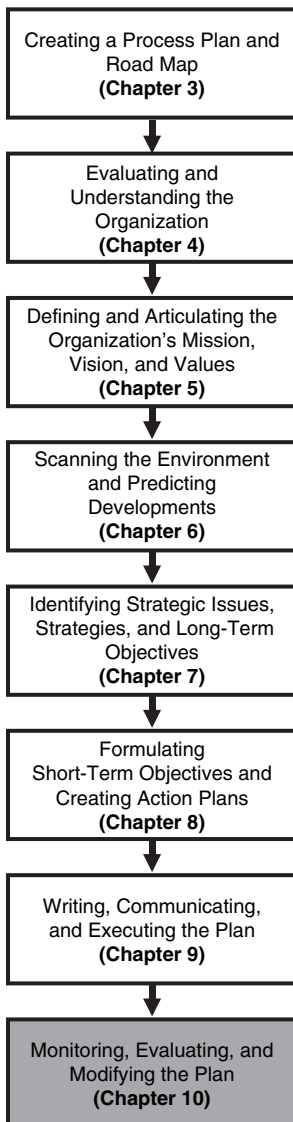 Creating a Process Plan and
Road Map
(Chapter 3)
Evaluating and
Understanding the
Organization
(Chapter 4)
Defining and Articulating the
Organization’s Mission,
Vision, and Values
(Chapter 5)
Scanning the Environment
and Predicting
Developments
(Chapter 6)
Identifying Strategic Issues,
Strategies, and Long-Term
Objectives
(Chapter 7)
Formulating
Short-Term Objectives and
Creating Action Plans
(Chapter 8)
Writing, Communicating,
and Executing the Plan
(Chapter 9)
Monitoring, Evaluating, and
Modifying the Plan
(Chapter 10)